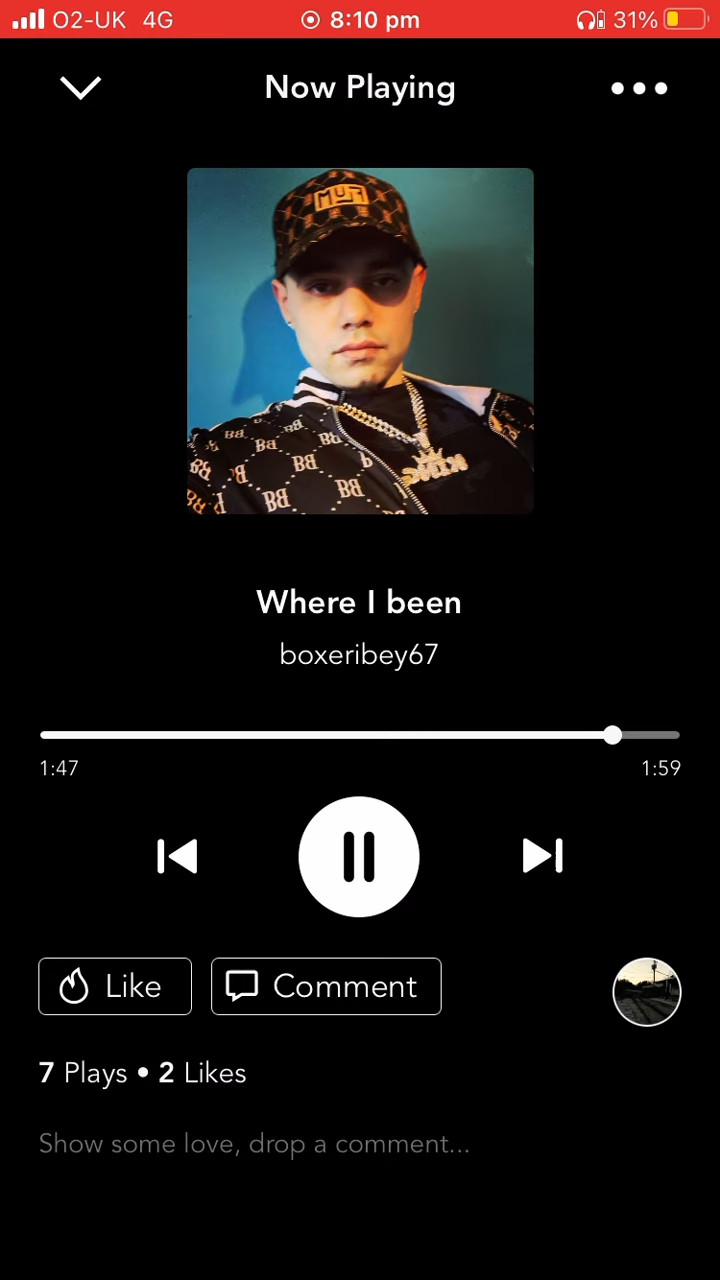 O2-UK 4G 8:10 pm 31%
Now Playing
KING
Where I been
boxeribey67
1:47 1:59
Like Comment
7 Plays • 2 Likes
Show some love, drop a comment...